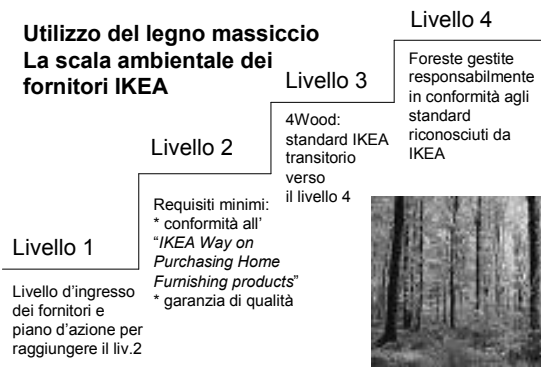 Utilizzo del legno massiccio
La scala ambientale dei
fornitori IKEA
Livello 1
Livello d'ingresso
dei fornitori e
piano d'azione per
raggiungere il liv.2
Livello 2
Requisiti minimi:
* conformità all'
“IKEA Way on
Purchasing Home
Furnishing products”
* garanzia di qualità
Livello 3
4Wood:
standard IKEA
transitorio
verso
il livello 4
Livello 4
Foreste gestite
responsabilmente
in conformità agli
standard
riconosciuti da
IKEA